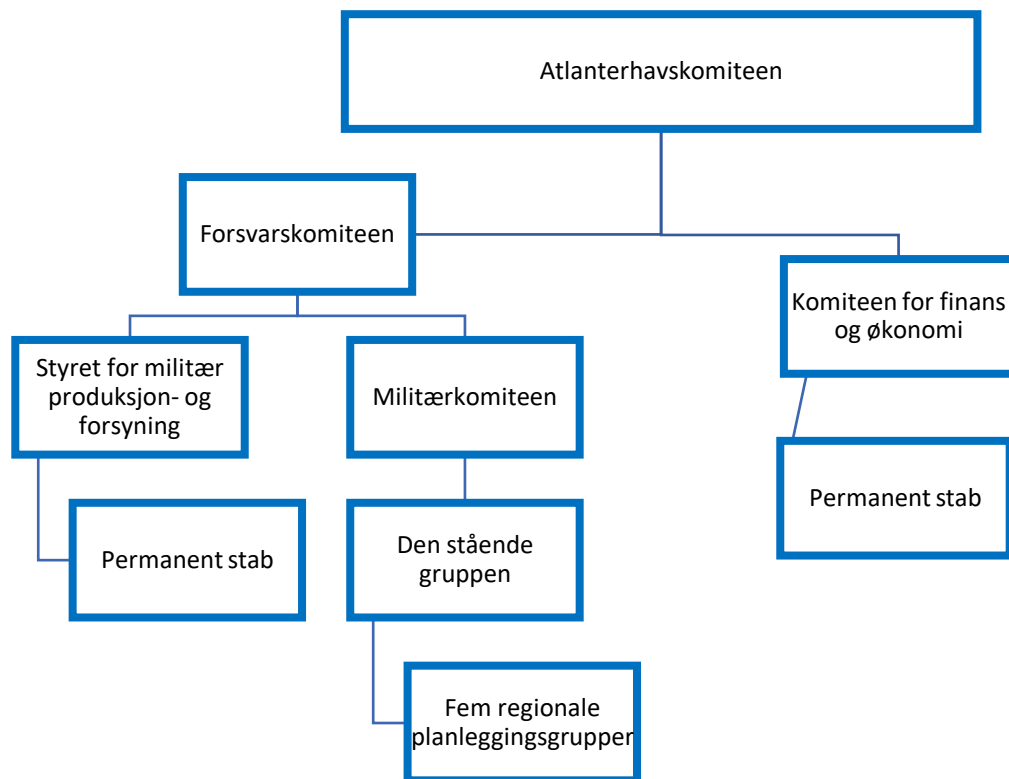 Atlanterhavskomiteen
Forsvarskomiteen
Komiteen for finans
og økonomi
Styret for militær
produksjon- og
forsyning
Militærkomiteen
Permanent stab
Permanent stab
Den stående
gruppen
Fem regionale
planleggingsgrupper